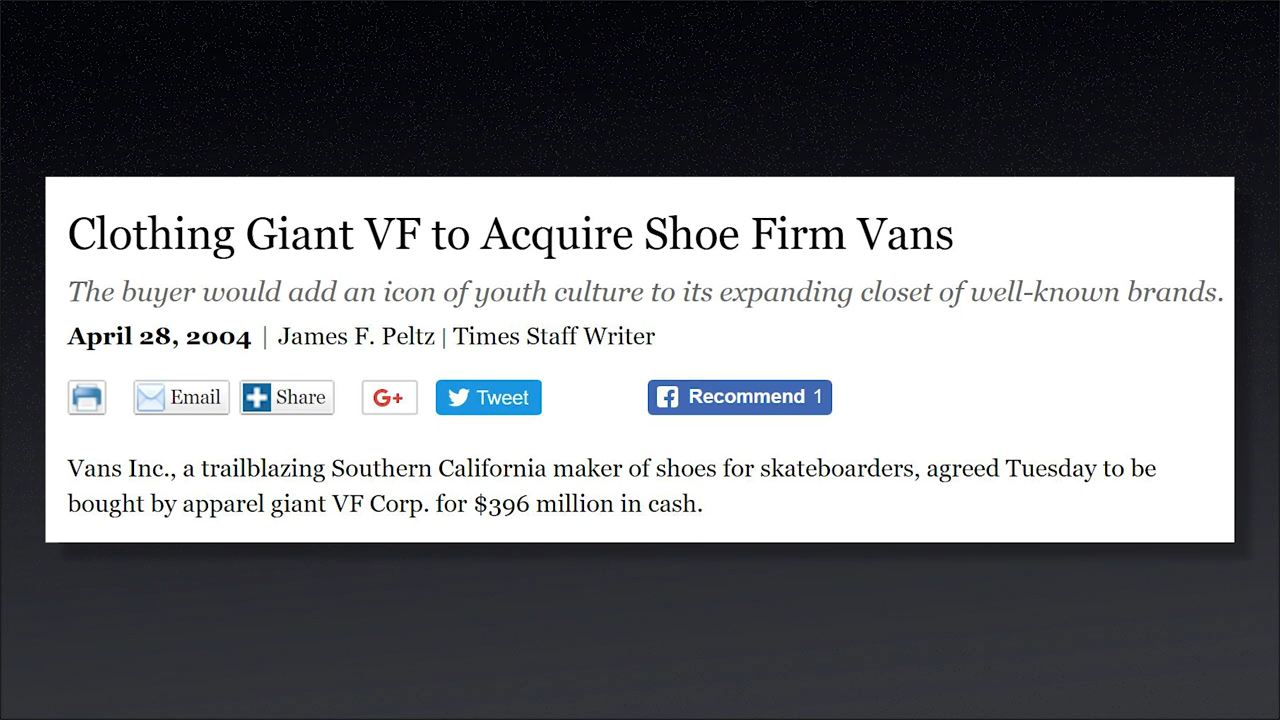 Clothing Giant VF to Acquire Shoe Firm Vans
The buyer would add an icon of youth culture to its expanding closet of well-known brands.
April 28, 2004 | James F. Peltz | Times Staff Writer
Email Share G+ Tweet Recommend 1
Vans Inc., a trailblazing Southern California maker of shoes for skateboarders, agreed Tuesday to be
bought by apparel giant VF Corp. for $396 million in cash.